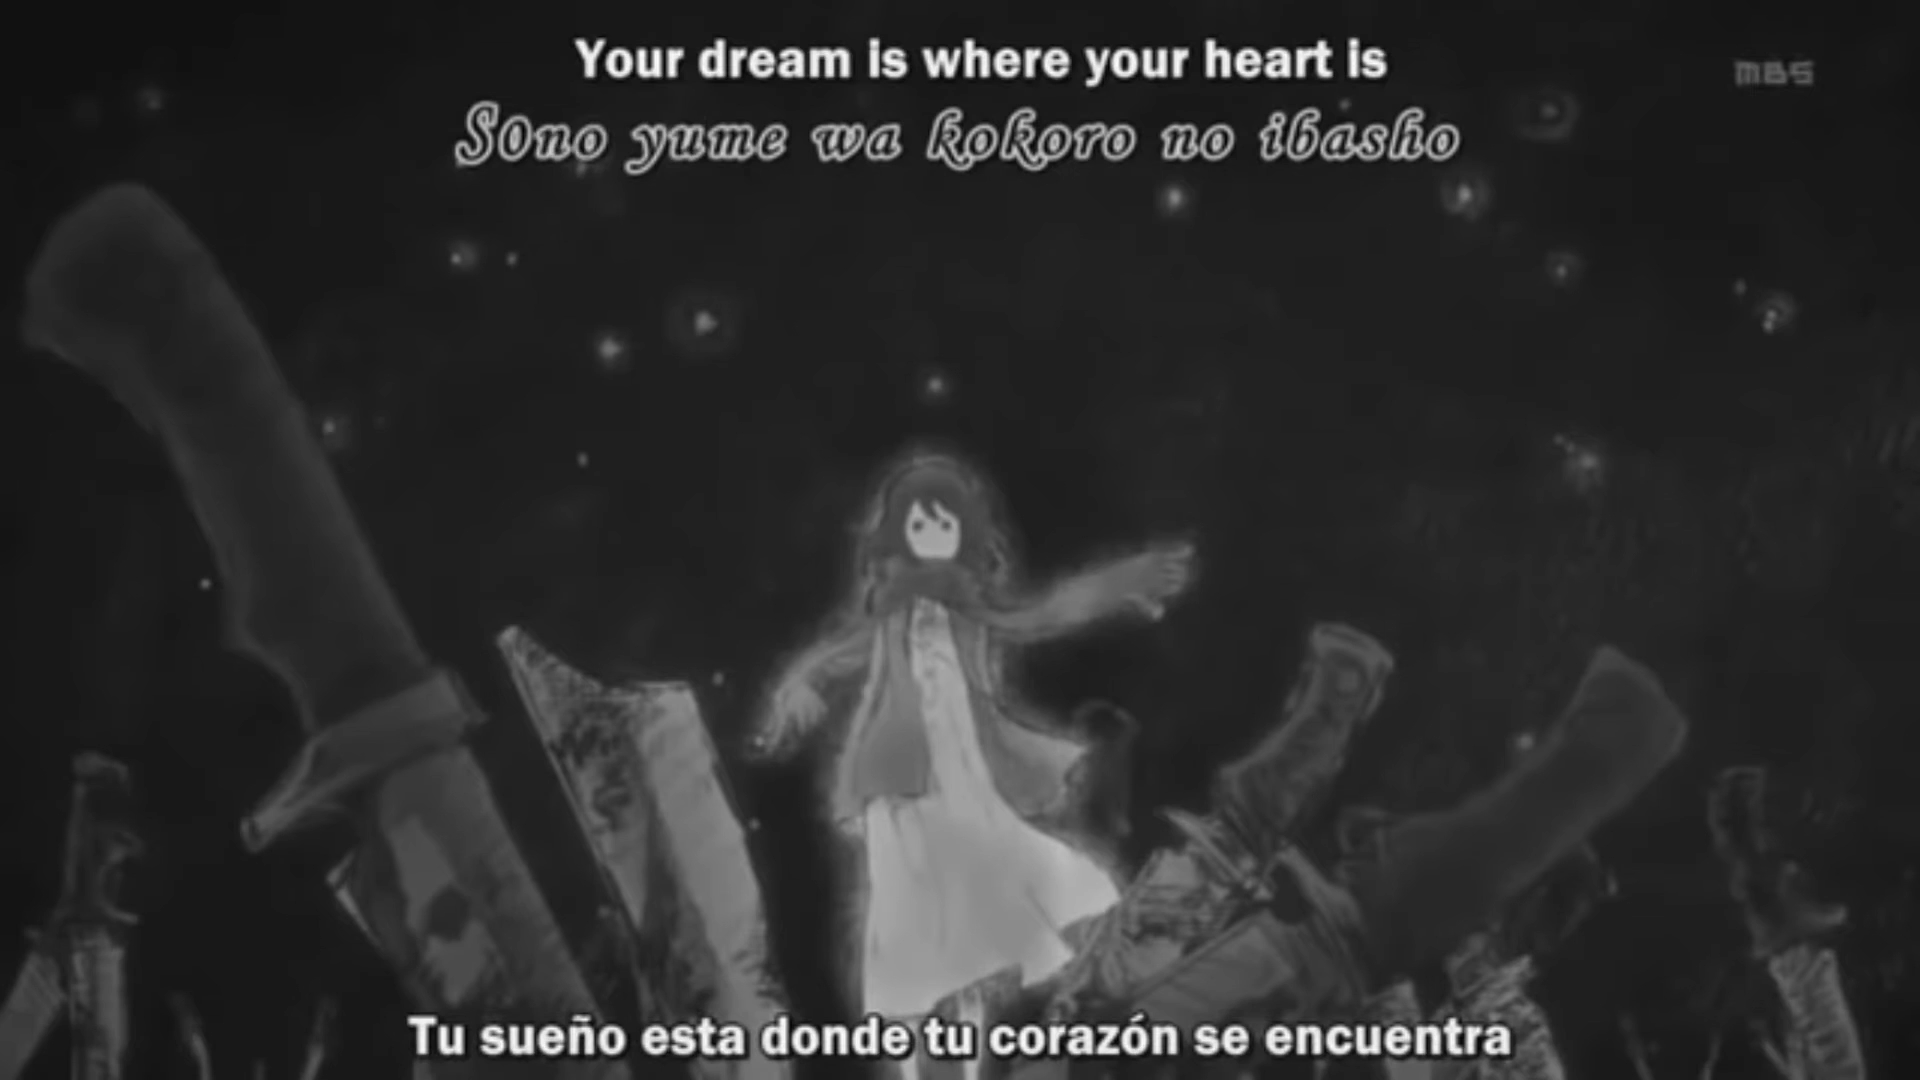 Your dream is where your heart is
MBS
Sono yume wa kokoro no ibasho
Tu sueño esta donde tu corazón se encuentra